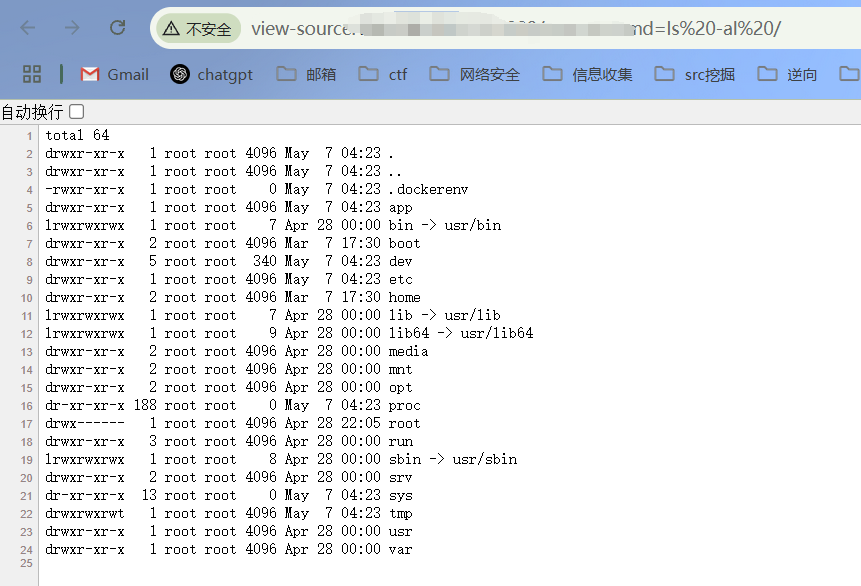 不安全 view-source: md=ls%20-al%20/
Gmail chatgpt 邮箱 ctf 网络安全 信息收集 src挖掘 逆向
自动换行
1 total 64
2 drwxr-xr-x 1 root root 4096 May 7 04:23 .
3 drwxr-xr-x 1 root root 4096 May 7 04:23 ..
4 -rwxr-xr-x 1 root root 0 May 7 04:23 .dockerenv
5 drwxr-xr-x 1 root root 4096 May 7 04:23 app
6 lrwxrwxrwx 1 root root 7 Apr 28 00:00 bin -> usr/bin
7 drwxr-xr-x 2 root root 4096 Mar 7 17:30 boot
8 drwxr-xr-x 5 root root 340 May 7 04:23 dev
9 drwxr-xr-x 1 root root 4096 May 7 04:23 etc
10 drwxr-xr-x 2 root root 4096 Mar 7 17:30 home
11 lrwxrwxrwx 1 root root 7 Apr 28 00:00 lib -> usr/lib
12 lrwxrwxrwx 1 root root 9 Apr 28 00:00 lib64 -> usr/lib64
13 drwxr-xr-x 2 root root 4096 Apr 28 00:00 media
14 drwxr-xr-x 2 root root 4096 Apr 28 00:00 mnt
15 drwxr-xr-x 2 root root 4096 Apr 28 00:00 opt
16 dr-xr-xr-x 188 root root 0 May 7 04:23 proc
17 drwx------ 1 root root 4096 Apr 28 22:05 root
18 drwxr-xr-x 3 root root 4096 Apr 28 00:00 run
19 lrwxrwxrwx 1 root root 8 Apr 28 00:00 sbin -> usr/sbin
20 drwxr-xr-x 2 root root 4096 Apr 28 00:00 srv
21 dr-xr-xr-x 13 root root 0 May 7 04:23 sys
22 drwxrwxrwt 1 root root 4096 May 7 04:23 tmp
23 drwxr-xr-x 1 root root 4096 Apr 28 00:00 usr
24 drwxr-xr-x 1 root root 4096 Apr 28 00:00 var
25